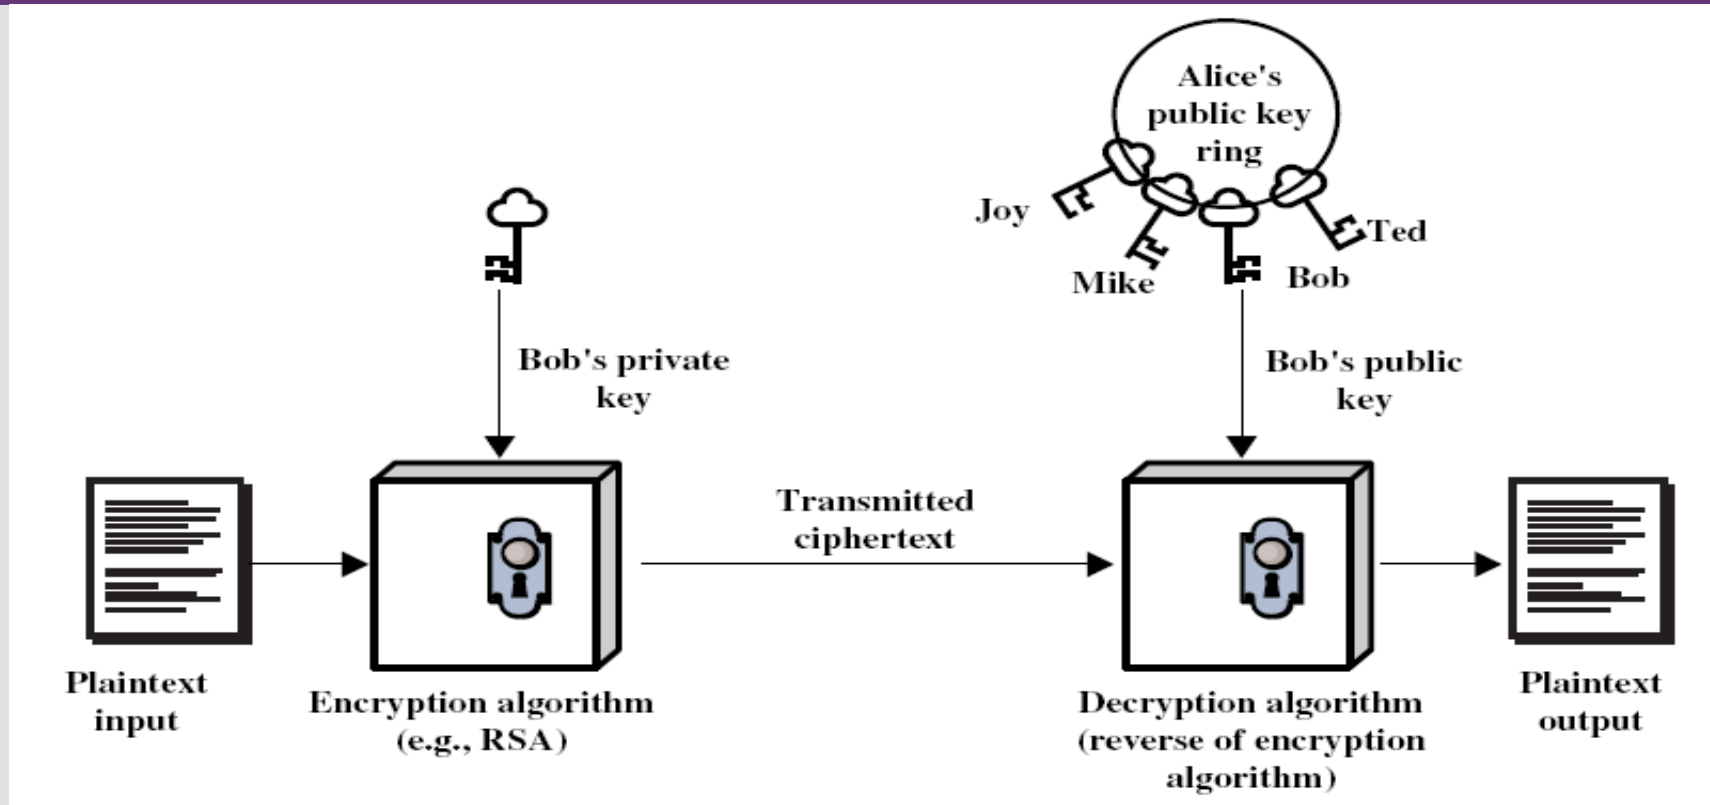 Alice's
public key
ring
Joy
Ted
Mike
Bob
Bob's private
key
Bob's public
key
Transmitted
ciphertext
Plaintext
input
Encryption algorithm
(e.g., RSA)
Decryption algorithm
(reverse of encryption
algorithm)
Plaintext
output